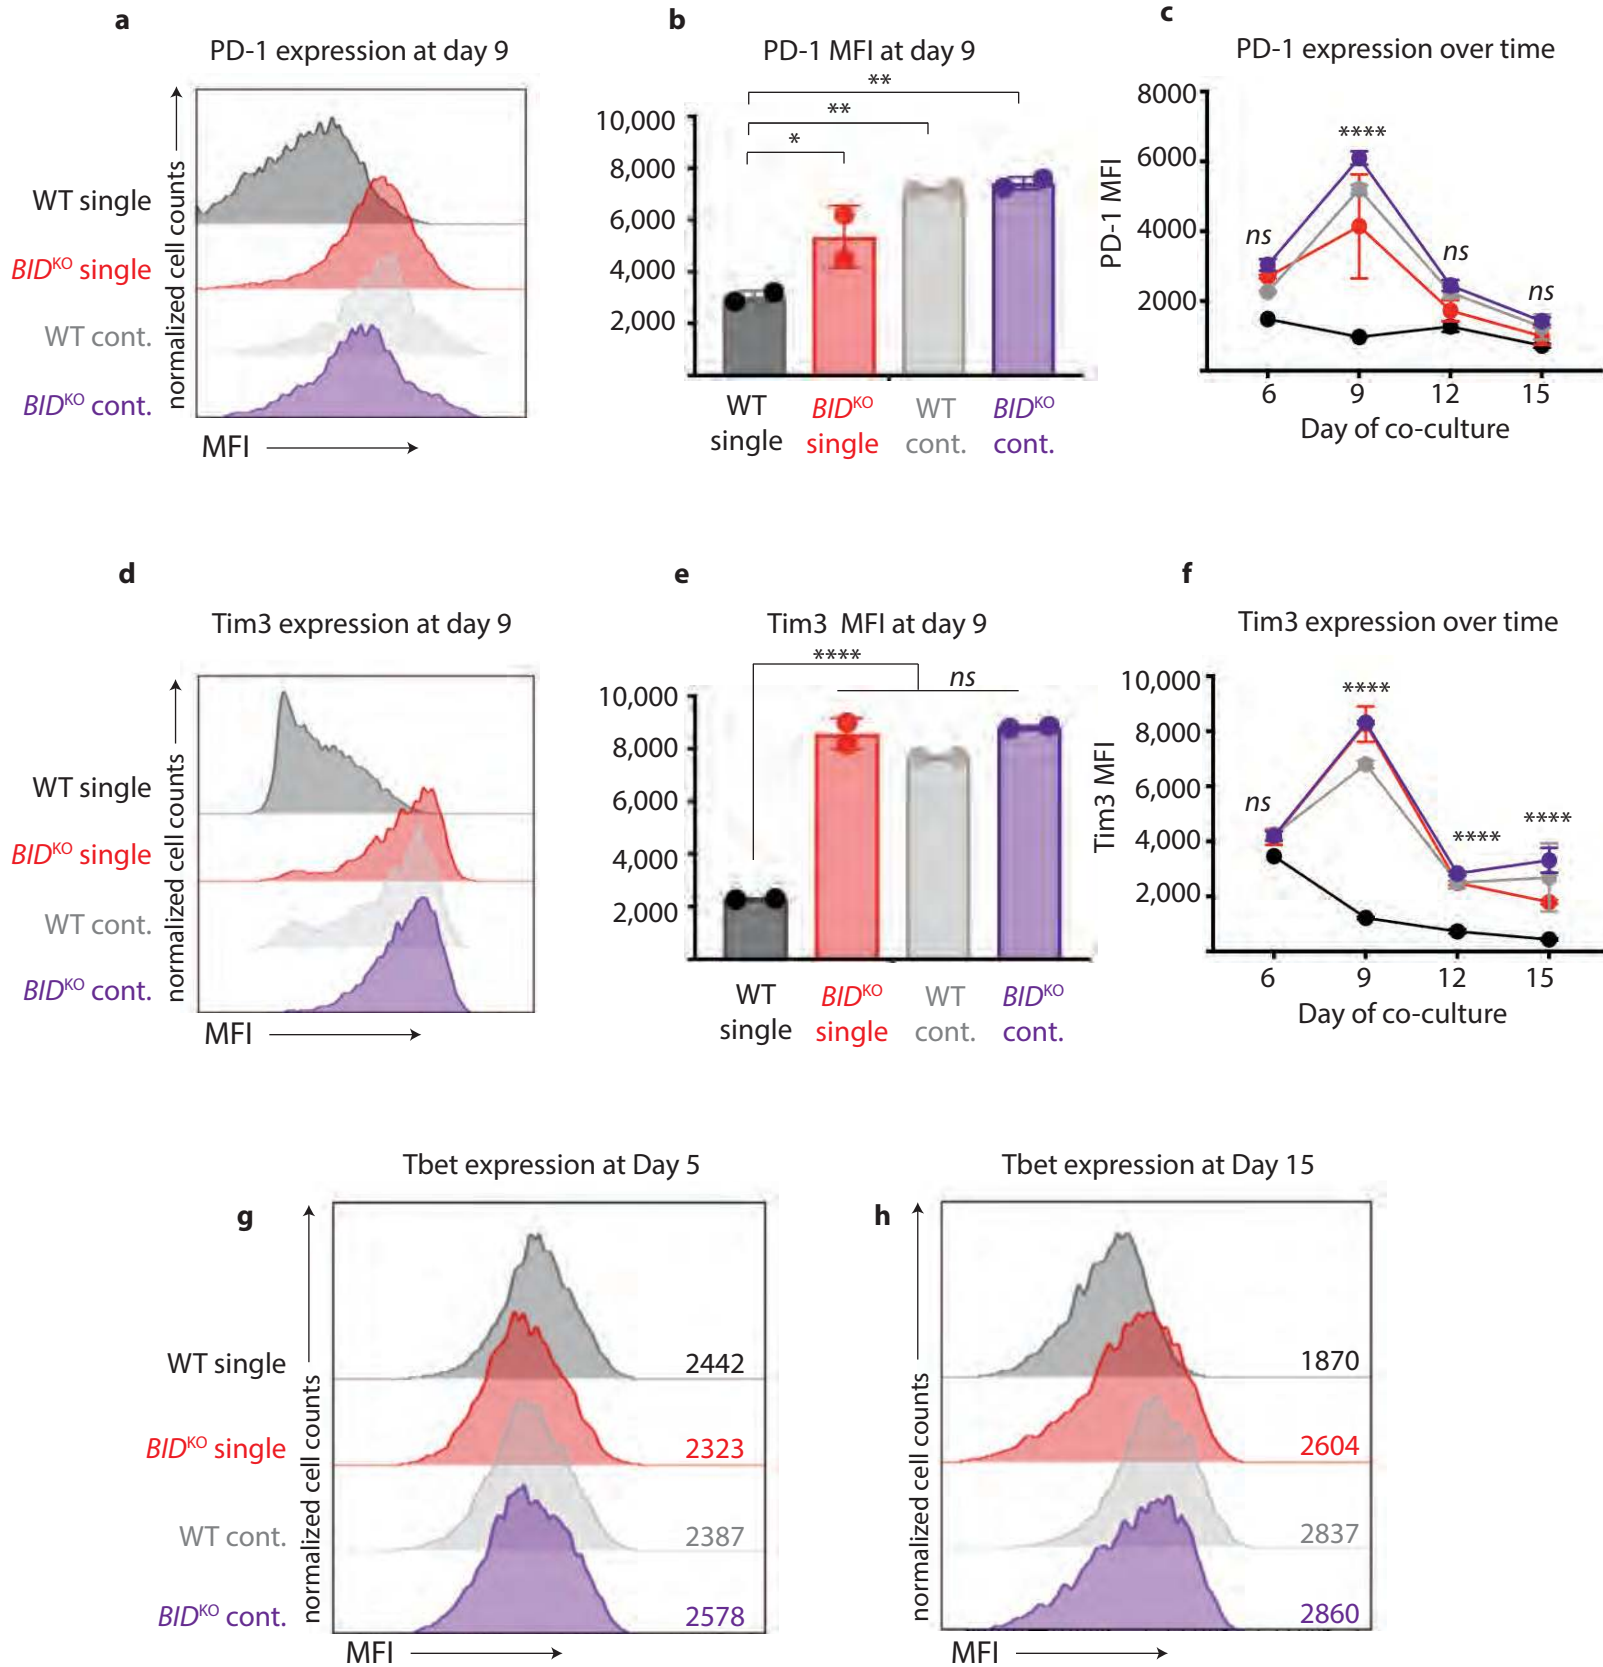 a
PD-1 expression at day 9
normalized cell counts
WT single
BIDKO single
WT cont.
BIDKO cont.
MFI
b
PD-1 MFI at day 9
**
**
*
10,000
8,000
6,000
4,000
2,000
WT single
BIDKO single
WT cont.
BIDKO cont.
c
PD-1 expression over time
PD-1 MFI
8000
6000
4000
2000
ns
****
ns
ns
6 9 12 15
Day of co-culture
d
Tim3 expression at day 9
normalized cell counts
WT single
BIDKO single
WT cont.
BIDKO cont.
MFI
e
Tim3 MFI at day 9
****
ns
10,000
8,000
6,000
4,000
2,000
WT single
BIDKO single
WT cont.
BIDKO cont.
f
Tim3 expression over time
Tim3 MFI
10,000
8,000
6,000
4,000
2,000
ns
****
****
****
6 9 12 15
Day of co-culture
Tbet expression at Day 5
g
normalized cell counts
WT single 2442
BIDKO single 2323
WT cont. 2387
BIDKO cont. 2578
MFI
Tbet expression at Day 15
h
normalized cell counts
1870
2604
2837
2860
MFI